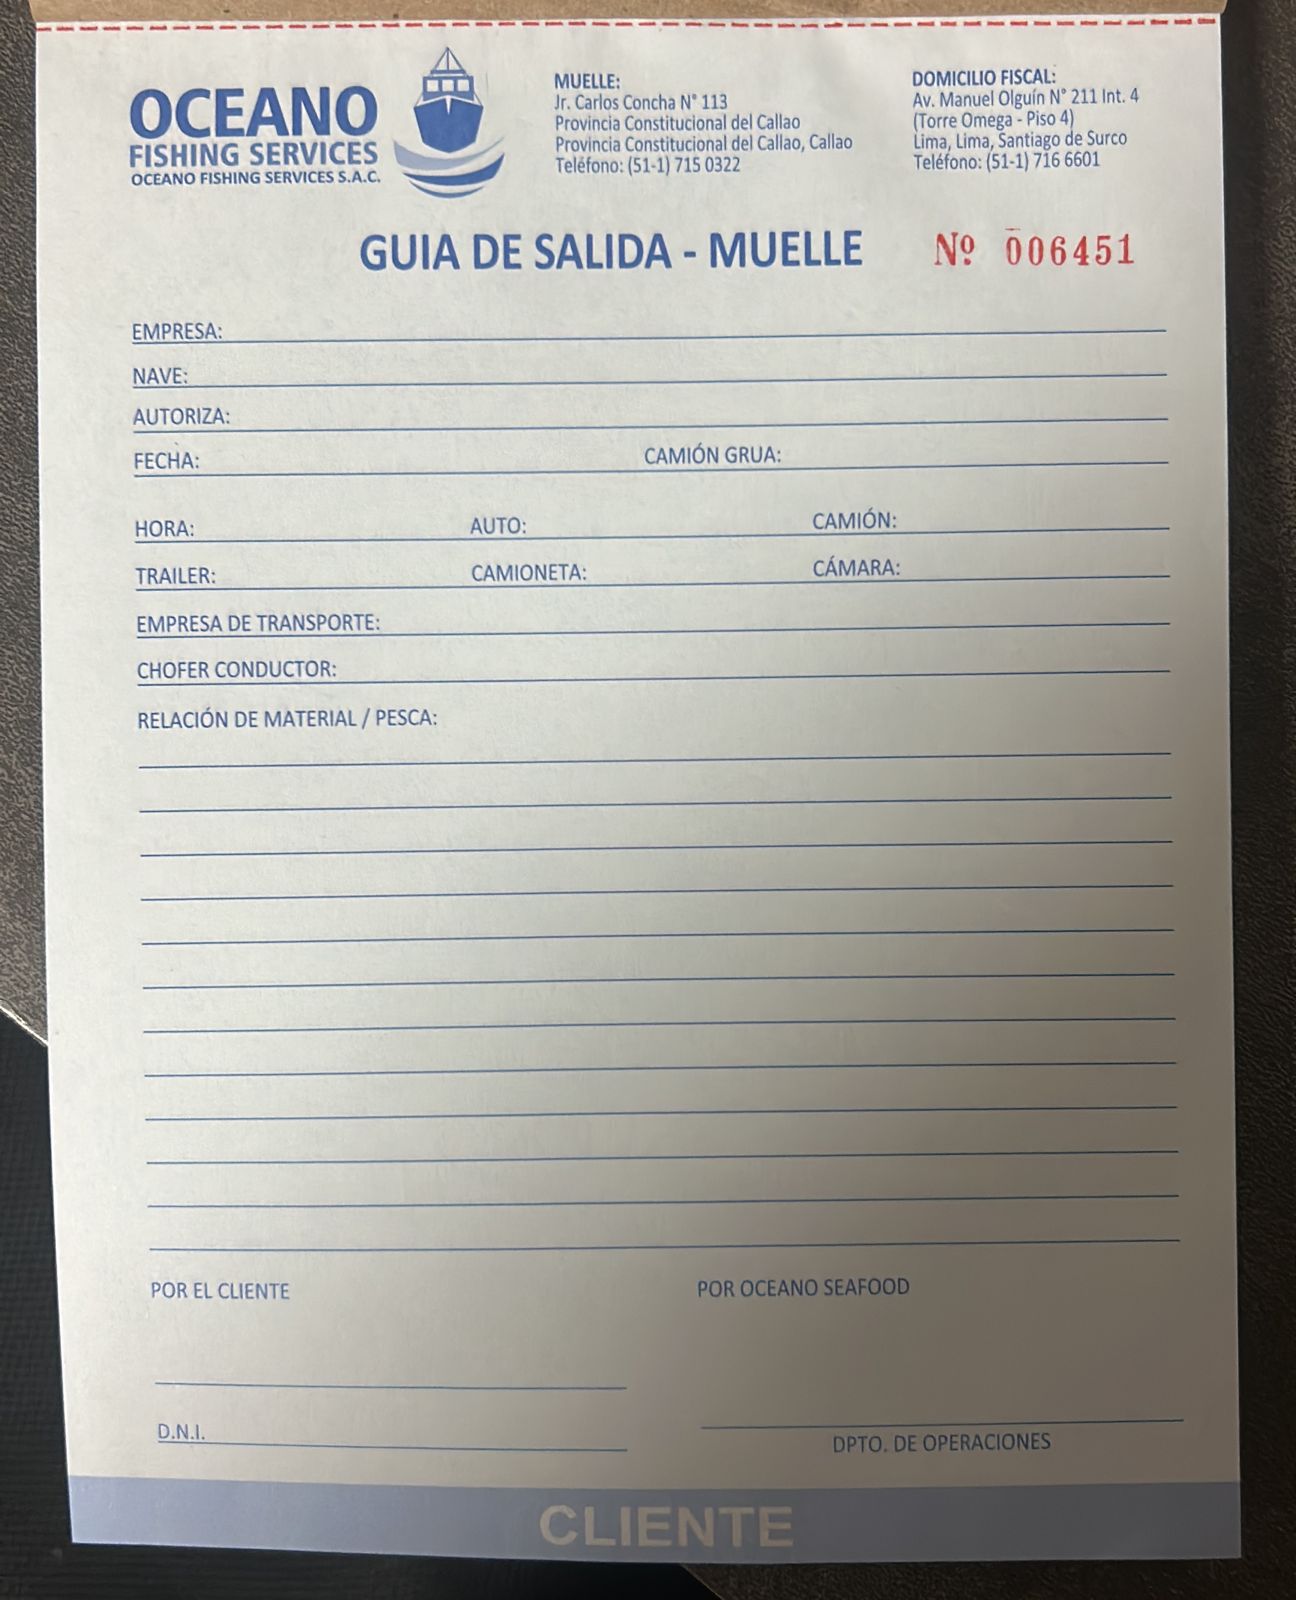 OCEANO
FISHING SERVICES
OCEANO FISHING SERVICES S.A.C.
MUELLE:
Jr. Carlos Concha N° 113
Provincia Constitucional del Callao
Provincia Constitucional del Callao, Callao
Teléfono: (51-1) 715 0322
DOMICILIO FISCAL:
Av. Manuel Olguín N° 211 Int. 4
(Torre Omega - Piso 4)
Lima, Lima, Santiago de Surco
Teléfono: (51-1) 716 6601
GUIA DE SALIDA - MUELLE Nº 006451
EMPRESA:
NAVE:
AUTORIZA:
FECHA: CAMIÓN GRUA:
HORA: AUTO: CAMIÓN:
TRAILER: CAMIONETA: CÁMARA:
EMPRESA DE TRANSPORTE:
CHOFER CONDUCTOR:
RELACIÓN DE MATERIAL / PESCA:
POR EL CLIENTE POR OCEANO SEAFOOD
D.N.I.
DPTO. DE OPERACIONES
CLIENTE